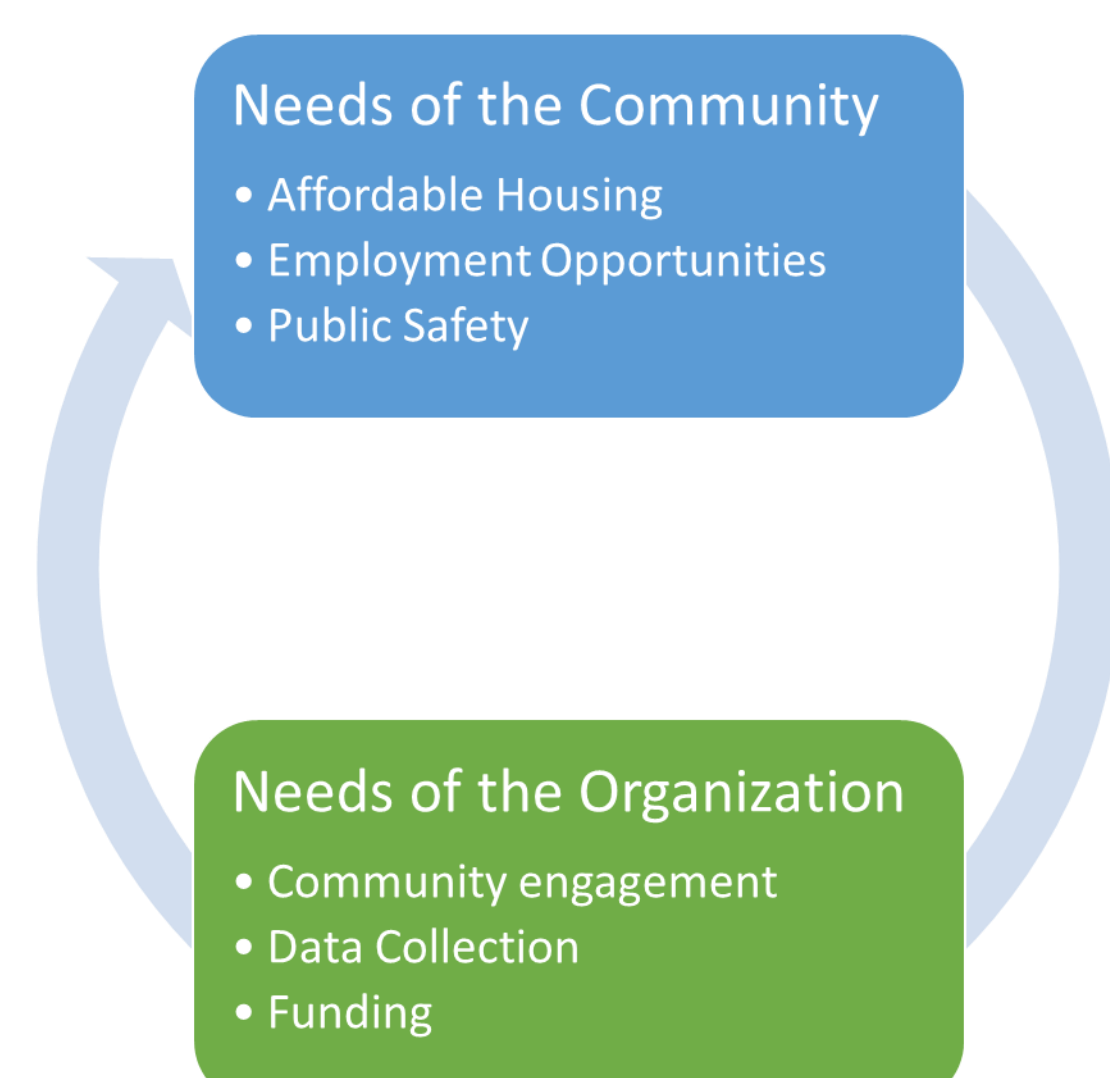 Needs of the Community
• Affordable Housing
• Employment Opportunities
• Public Safety
Needs of the Organization
• Community engagement
• Data Collection
• Funding